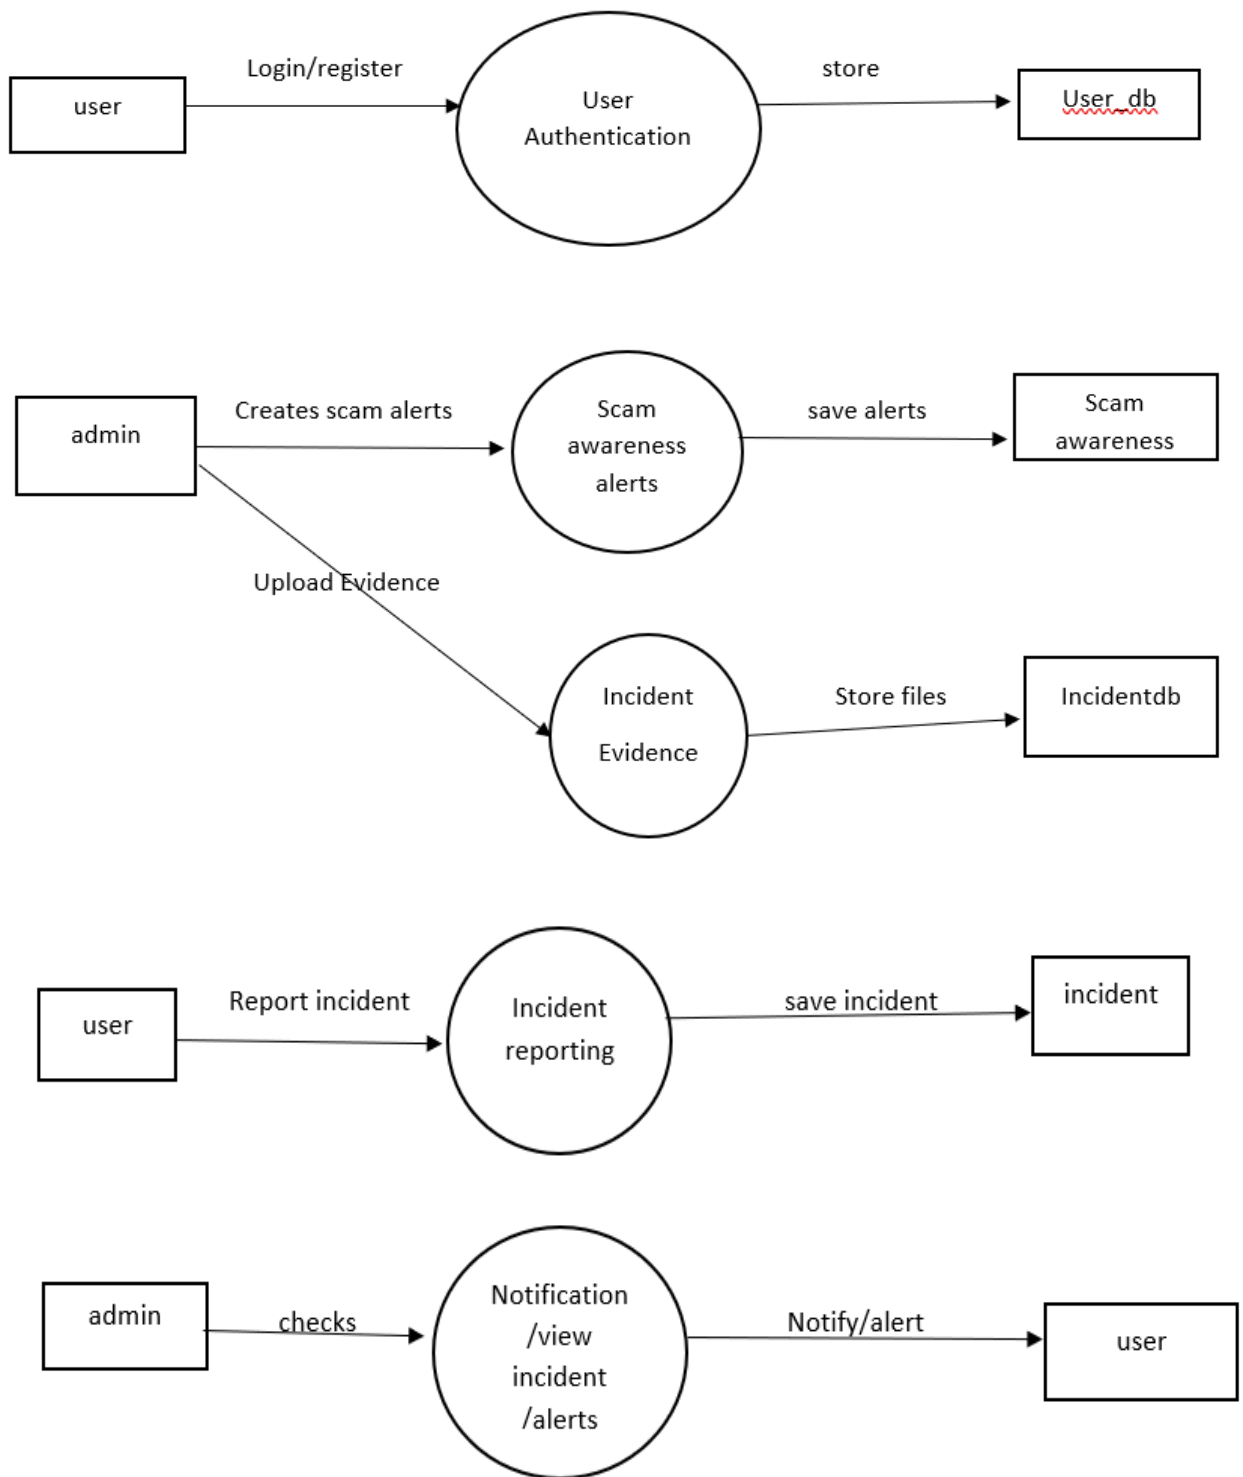 Login/register
store
user
User
Authentication
User_db
Creates scam alerts
save alerts
admin
Scam
awareness
alerts
Scam
awareness
Upload Evidence
Incident
Evidence
Store files
Incidentdb
Report incident
save incident
user
Incident
reporting
incident
admin
checks
Notification
/view
incident
/alerts
Notify/alert
user